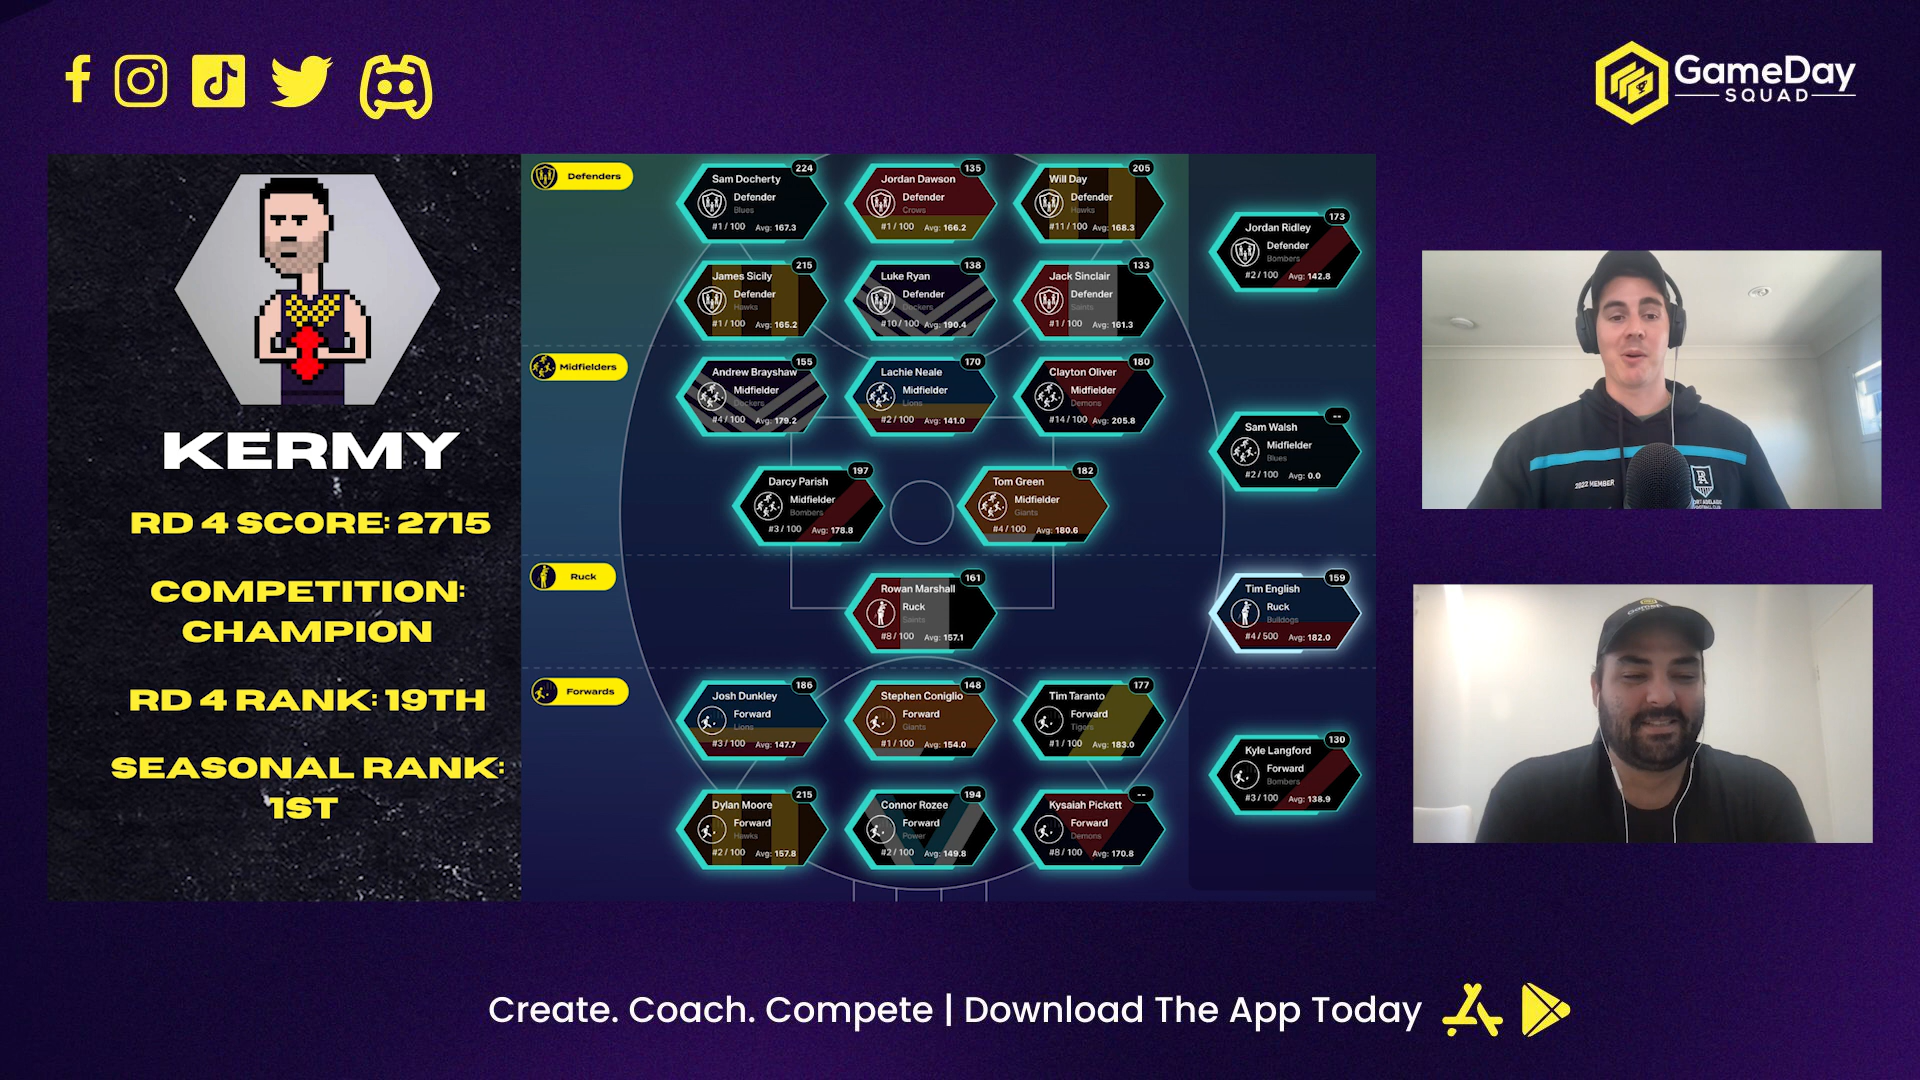 GameDay
SQUAD
KERMY
RD 4 SCORE: 2715
COMPETITION:
CHAMPION
RD 4 RANK: 19TH
SEASONAL RANK:
1ST
Defenders
224
Sam Docherty
Defender
Blues
#1 / 100 Avg: 167.3
135
Jordan Dawson
Defender
Crows
#1 / 100 Avg: 166.2
205
Will Day
Defender
Hawks
#11 / 100 Avg: 168.3
173
Jordan Ridley
Defender
Bombers
#2 / 100 Avg: 142.8
215
James Sicily
Defender
Hawks
#1 / 100 Avg: 165.2
138
Luke Ryan
Defender
Dockers
#10 / 100 Avg: 190.4
133
Jack Sinclair
Defender
Saints
#1 / 100 Avg: 161.3
Midfielders
155
Andrew Brayshaw
Midfielder
Dockers
#4 / 100 Avg: 179.2
170
Lachie Neale
Midfielder
Lions
#2 / 100 Avg: 141.0
180
Clayton Oliver
Midfielder
Demons
#14 / 100 Avg: 205.8
--
Sam Walsh
Midfielder
Blues
#2 / 100 Avg: 0.0
197
Darcy Parish
Midfielder
Bombers
#3 / 100 Avg: 178.8
182
Tom Green
Midfielder
Giants
#4 / 100 Avg: 180.6
Ruck
161
Rowan Marshall
Ruck
Saints
#8 / 100 Avg: 157.1
159
Tim English
Ruck
Bulldogs
#4 / 500 Avg: 182.0
Forwards
186
Josh Dunkley
Forward
Lions
#3 / 100 Avg: 147.7
148
Stephen Coniglio
Forward
Giants
#1 / 100 Avg: 154.0
177
Tim Taranto
Forward
Tigers
#1 / 100 Avg: 183.0
130
Kyle Langford
Forward
Bombers
#3 / 100 Avg: 138.9
215
Dylan Moore
Forward
Hawks
#2 / 100 Avg: 157.8
194
Connor Rozee
Forward
Power
#2 / 100 Avg: 149.8
--
Kysaiah Pickett
Forward
Demons
#8 / 100 Avg: 170.8
2022 MEMBER
Create. Coach. Compete | Download The App Today